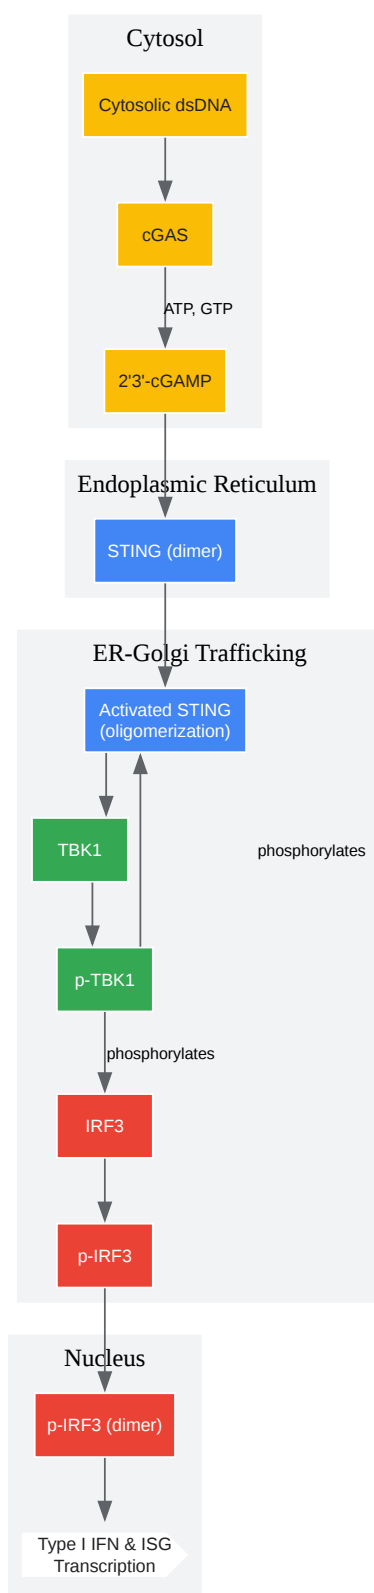 Cytosol
Cytosolic dsDNA
cGAS
ATP, GTP
2'3'-cGAMP
Endoplasmic Reticulum
STING (dimer)
ER-Golgi Trafficking
Activated STING
(oligomerization)
TBK1
phosphorylates
p-TBK1
phosphorylates
IRF3
p-IRF3
Nucleus
p-IRF3 (dimer)
Type I IFN & ISG
Transcription